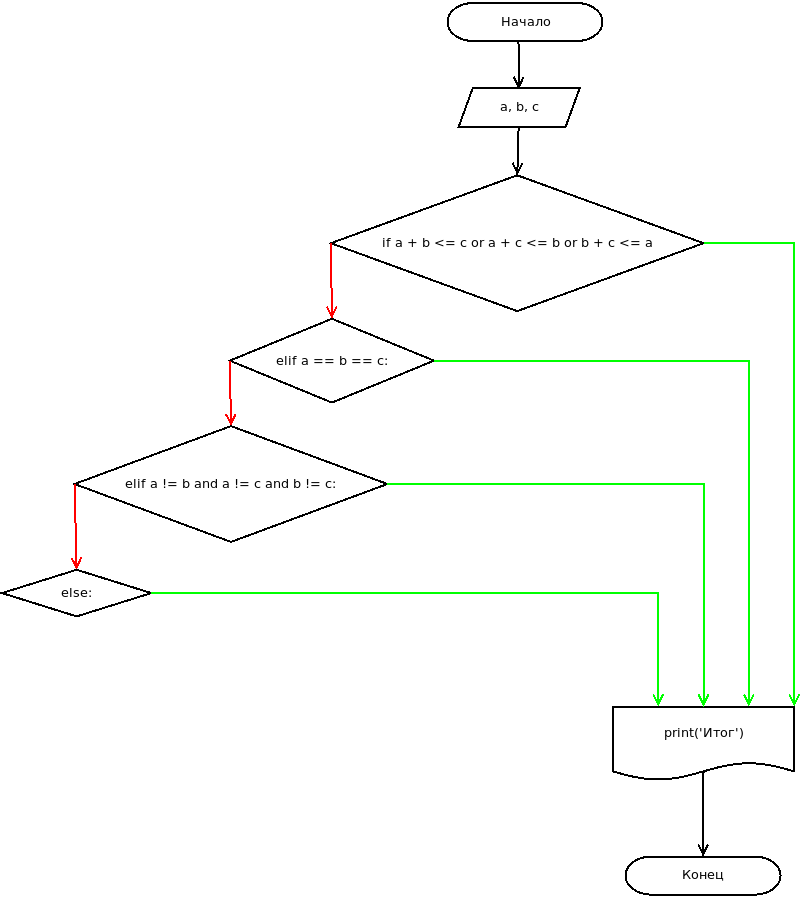 Начало
a, b, c
if a + b <= c or a + c <= b or b + c <= a
elif a == b == c:
elif a != b and a != c and b != c:
else:
print('Итог')
Конец